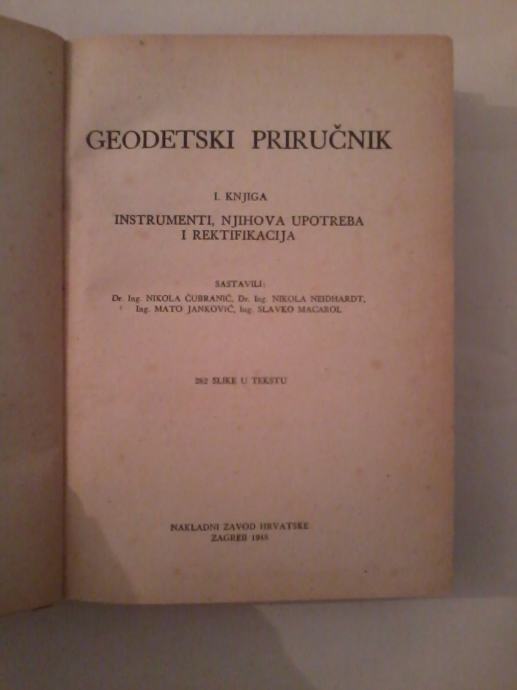 GEODETSKI PRIRUČNIK
I. KNJIGA
INSTRUMENTI, NJIHOVA UPOTREBA
I REKTIFIKACIJA
SASTAVILI:
Dr. Ing. NIKOLA ČUBRANIĆ, Dr. Ing. NIKOLA NEIDHARDT,
Ing. MATO JANKOVIĆ, Ing. SLAVKO MACAROL
282 SLIKE U TEKSTU
NAKLADNI ZAVOD HRVATSKE
ZAGREB